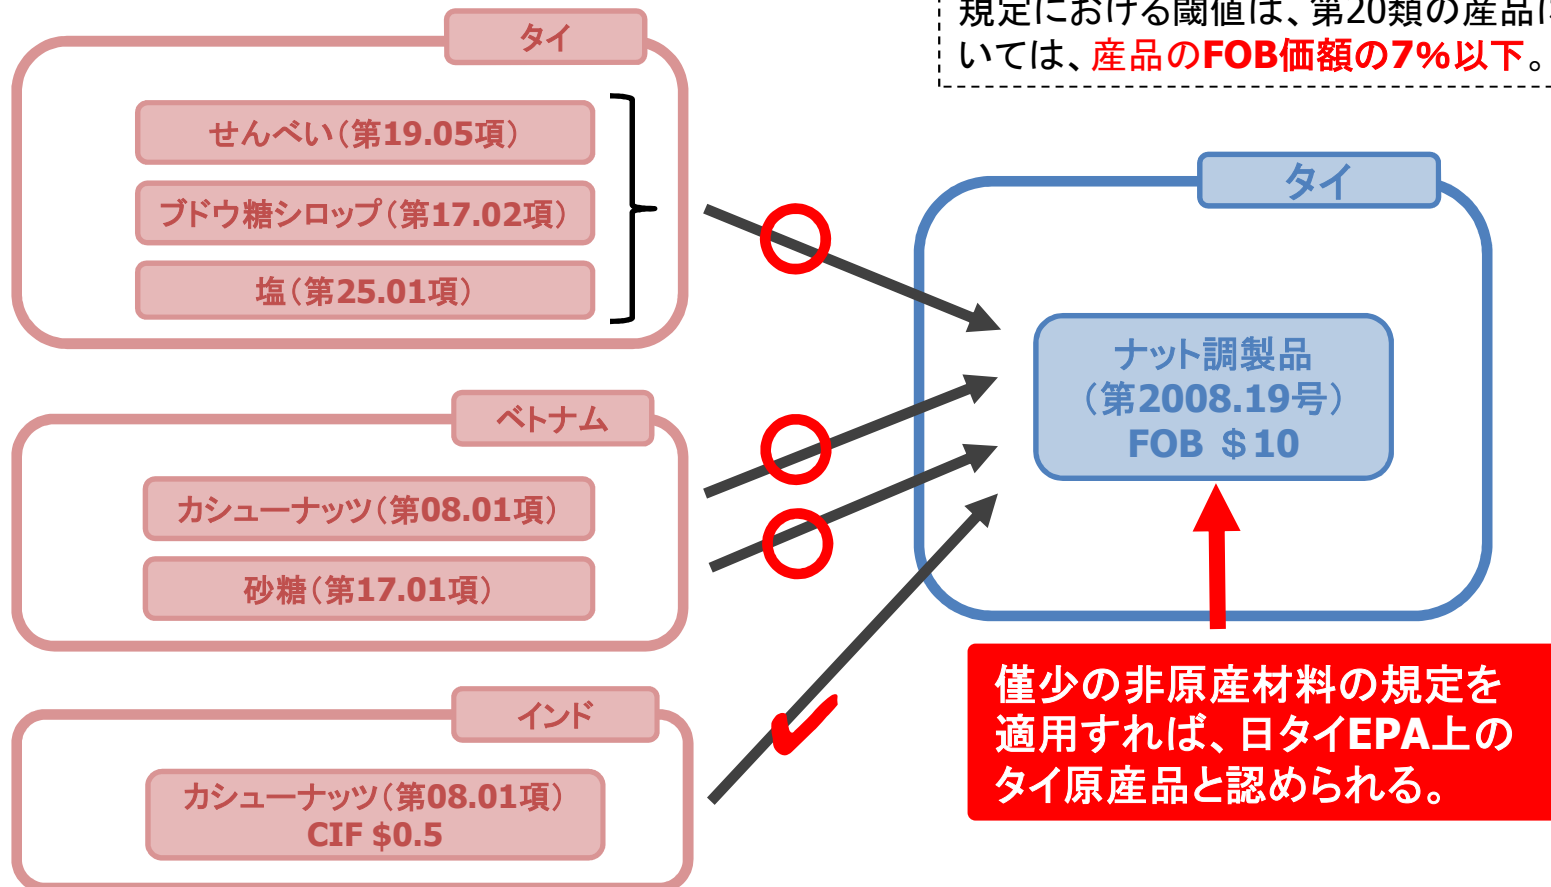 規定における閾値は、第20類の産品に
いては、産品のFOB価額の7%以下。
タイ
せんべい（第19.05項）
ブドウ糖シロップ（第17.02項）
塩（第25.01項）
ベトナム
カシューナッツ（第08.01項）
砂糖（第17.01項）
インド
カシューナッツ（第08.01項）
CIF $0.5
タイ
ナット調製品
（第2008.19号）
FOB ＄10
僅少の非原産材料の規定を
適用すれば、日タイEPA上の
タイ原産品と認められる。